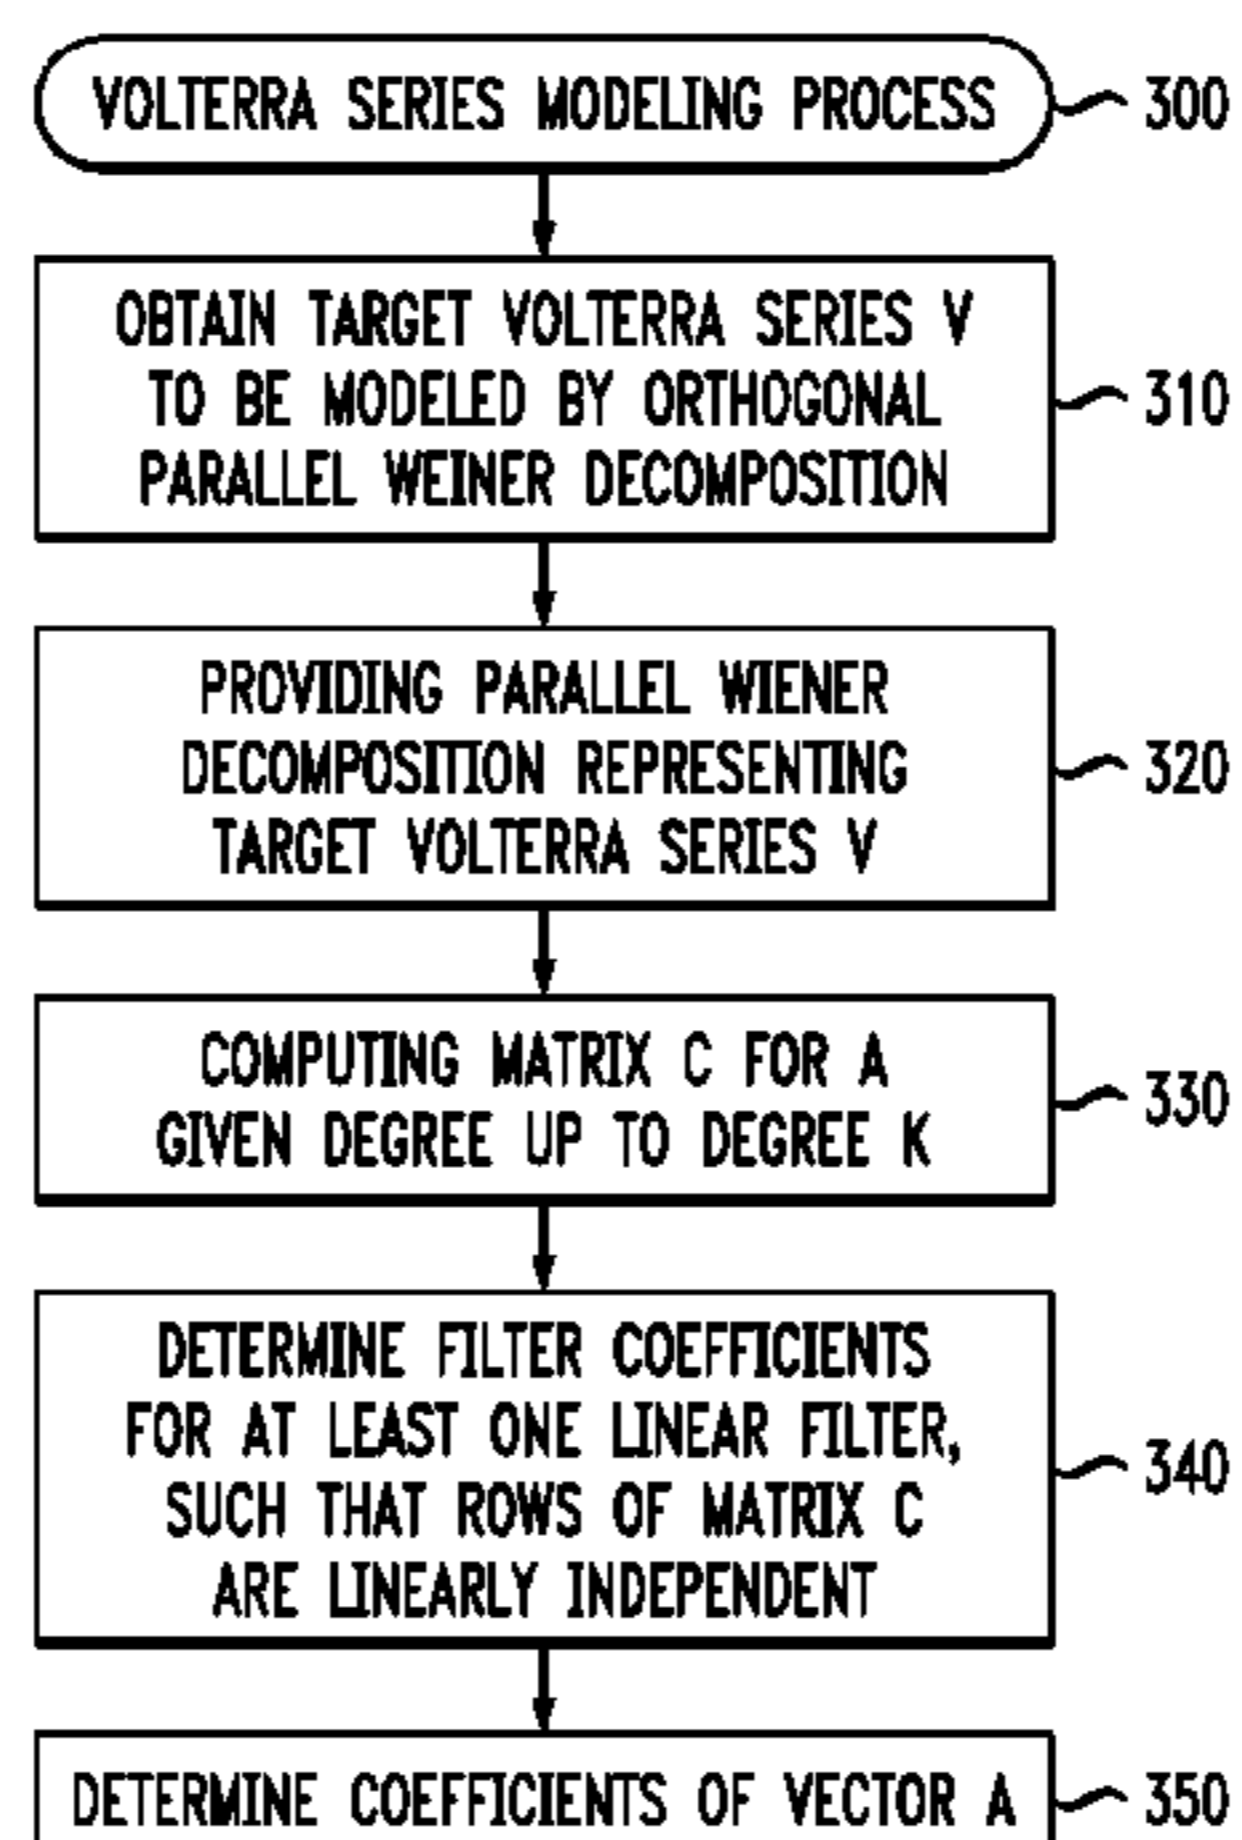 VOLTERRA SERIES MODELING PROCESS
300
OBTAIN TARGET VOLTERRA SERIES V
TO BE MODELED BY ORTHOGONAL
PARALLEL WEINER DECOMPOSITION
310
PROVIDING PARALLEL WIENER
DECOMPOSITION REPRESENTING
TARGET VOLTERRA SERIES V
320
COMPUTING MATRIX C FOR A
GIVEN DEGREE UP TO DEGREE K
330
DETERMINE FILTER COEFFICIENTS
FOR AT LEAST ONE LINEAR FILTER,
SUCH THAT ROWS OF MATRIX C
ARE LINEARLY INDEPENDENT
340
DETERMINE COEFFICIENTS OF VECTOR A
350